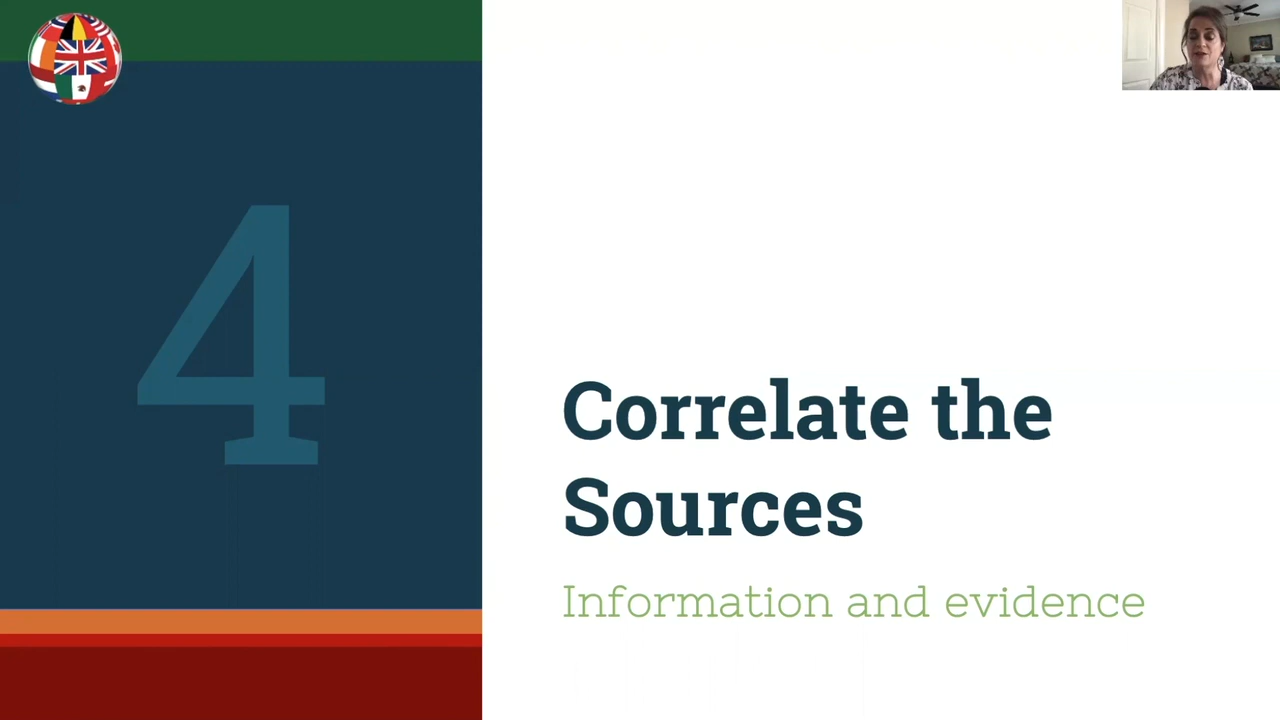 4
Correlate the
Sources
Information and evidence